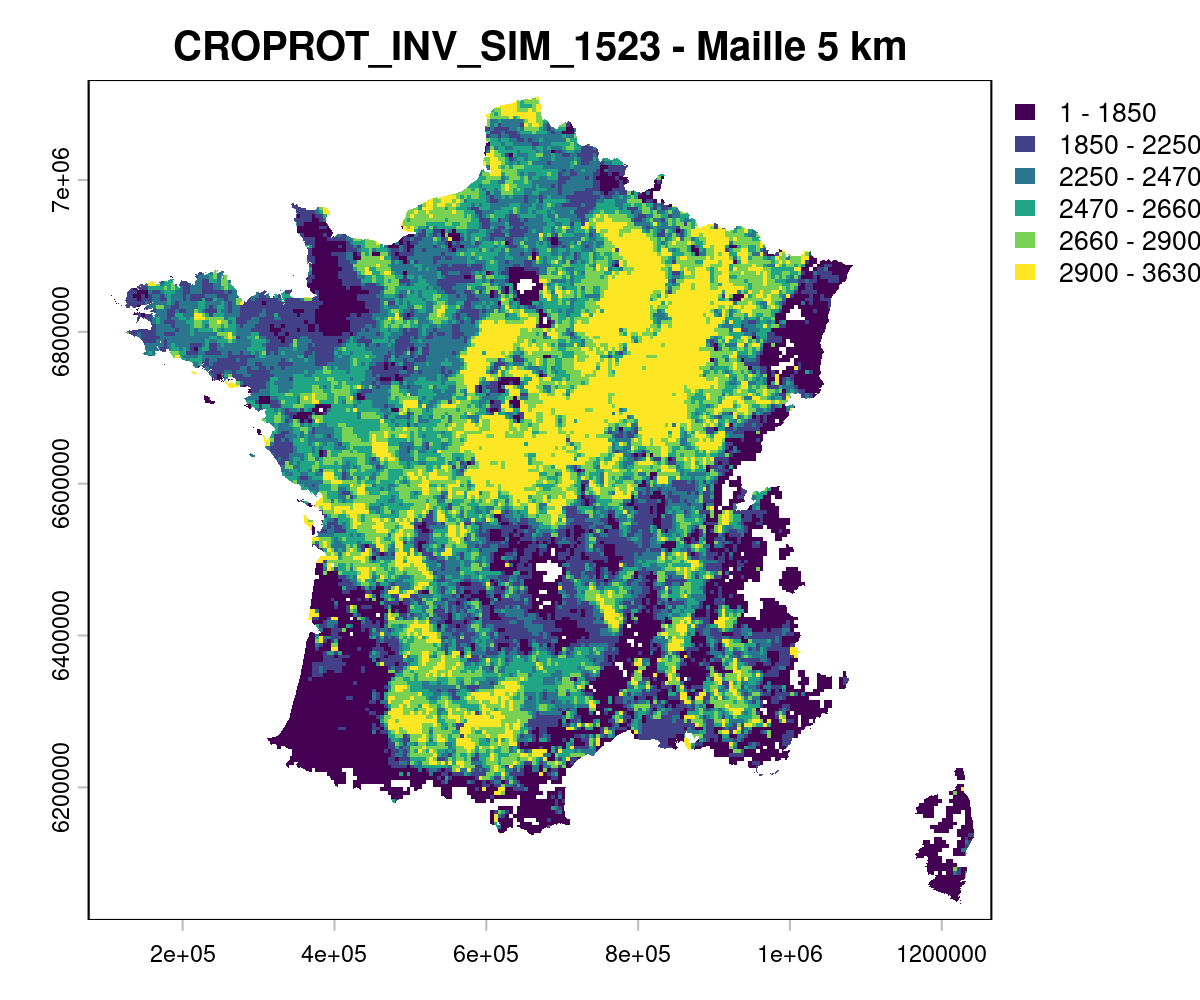 CROPROT_INV_SIM_1523 - Maille 5 km
1 - 1850
1850 - 2250
2250 - 2470
2470 - 2660
2660 - 2900
2900 - 3630
7e+06
6800000
6600000
6400000
6200000
2e+05
4e+05
6e+05
8e+05
1e+06
1200000